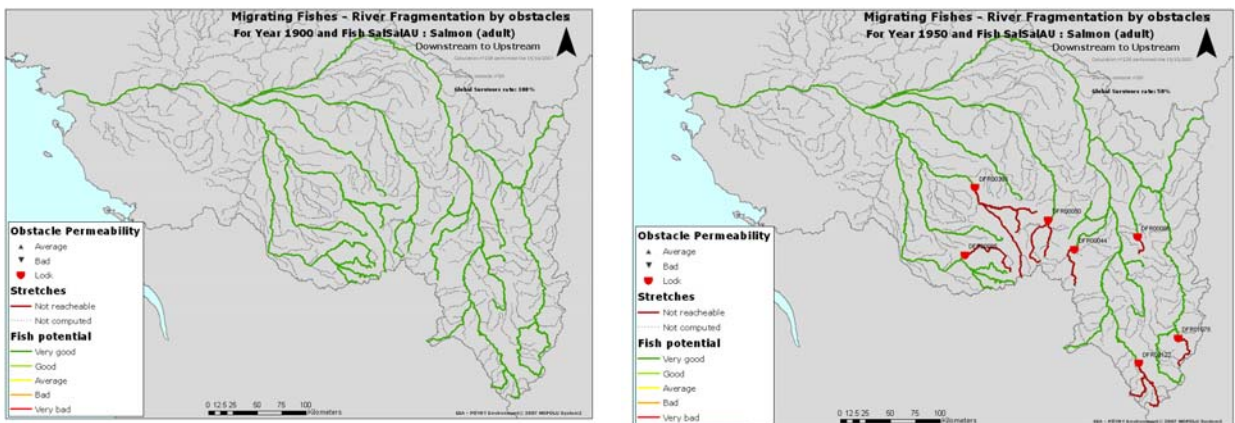 Migrating Fishes – River Fragmentation by obstacles
For Year 1900 and Fish SalSalAU : Salmon (adult)
Downstream to Upstream
Global Survivors rate: 100%
Obstacle Permeability
Average
Bad
Lock
Stretches
Not reacheable
Not computed
Fish potential
Very good
Good
Average
Bad
Very bad
0 12.5 25 50 75 100
Kilometers
Migrating Fishes – River Fragmentation by obstacles
For Year 1950 and Fish SalSalAU : Salmon (adult)
Downstream to Upstream
Global Survivors rate: 50%
DFR00044
Obstacle Permeability
Average
Bad
Lock
Stretches
Not reacheable
Not computed
Fish potential
Very good
Good
Average
Bad
Very bad
0 12.5 25 50 75 100
Kilometers